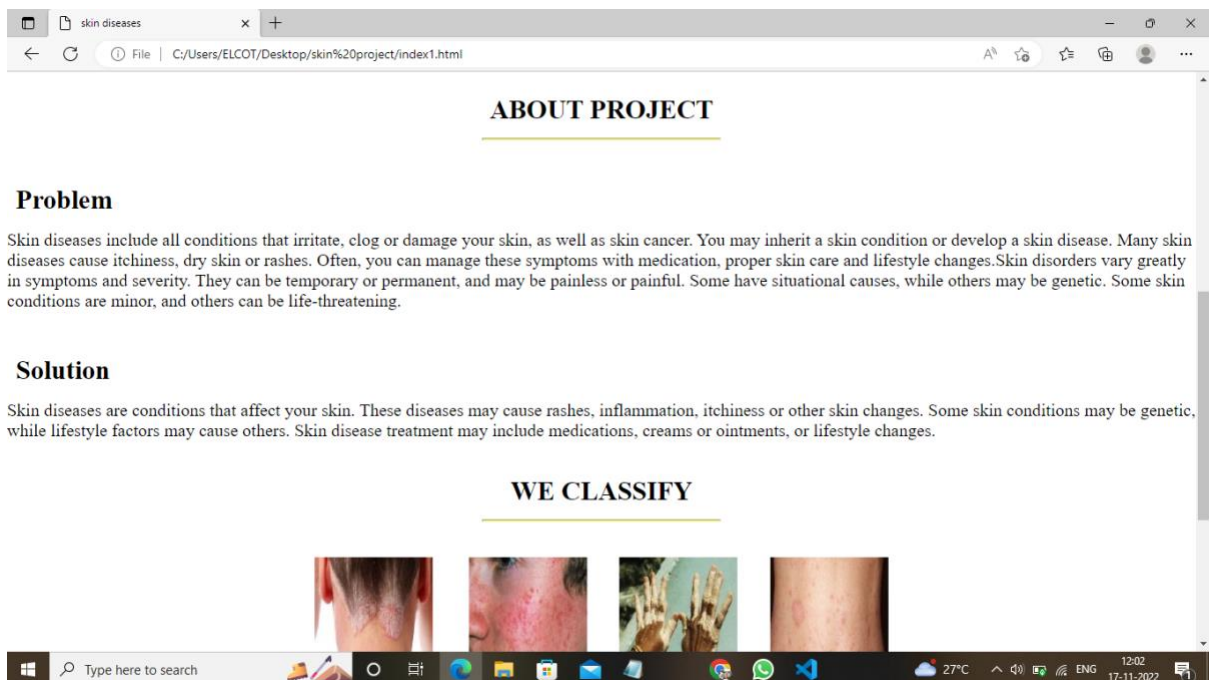 skin diseases
File | C:/Users/ELCOT/Desktop/skin%20project/index1.html
ABOUT PROJECT
Problem
Skin diseases include all conditions that irritate, clog or damage your skin, as well as skin cancer. You may inherit a skin condition or develop a skin disease. Many skin
diseases cause itchiness, dry skin or rashes. Often, you can manage these symptoms with medication, proper skin care and lifestyle changes.Skin disorders vary greatly
in symptoms and severity. They can be temporary or permanent, and may be painless or painful. Some have situational causes, while others may be genetic. Some skin
conditions are minor, and others can be life-threatening.
Solution
Skin diseases are conditions that affect your skin. These diseases may cause rashes, inflammation, itchiness or other skin changes. Some skin conditions may be genetic,
while lifestyle factors may cause others. Skin disease treatment may include medications, creams or ointments, or lifestyle changes.
WE CLASSIFY
Type here to search
27°C
ENG
12:02
17-11-2022